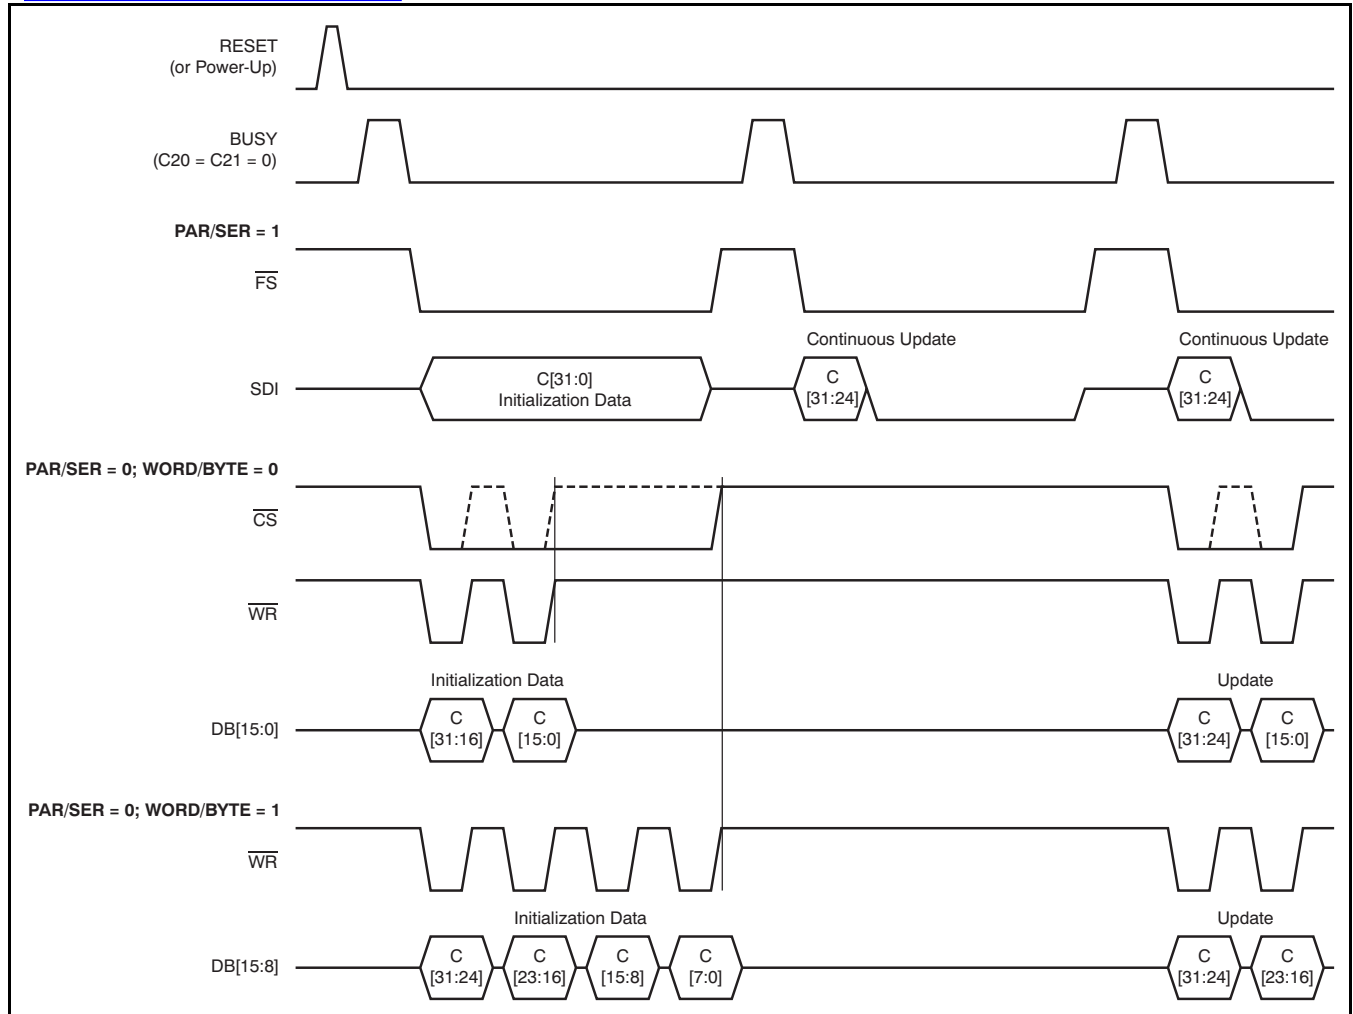 RESET
(or Power-Up)
BUSY
(C20 = C21 = 0)
PAR/SER = 1
FS
Continuous Update
Continuous Update
SDI
C[31:0]
Initialization Data
C
[31:24]
C
[31:24]
PAR/SER = 0; WORD/BYTE = 0
CS
WR
Initialization Data
Update
DB[15:0]
C
[31:16]
C
[15:0]
C
[31:24]
C
[15:0]
PAR/SER = 0; WORD/BYTE = 1
WR
Initialization Data
Update
DB[15:8]
C
[31:24]
C
[23:16]
C
[15:8]
C
[7:0]
C
[31:24]
C
[23:16]